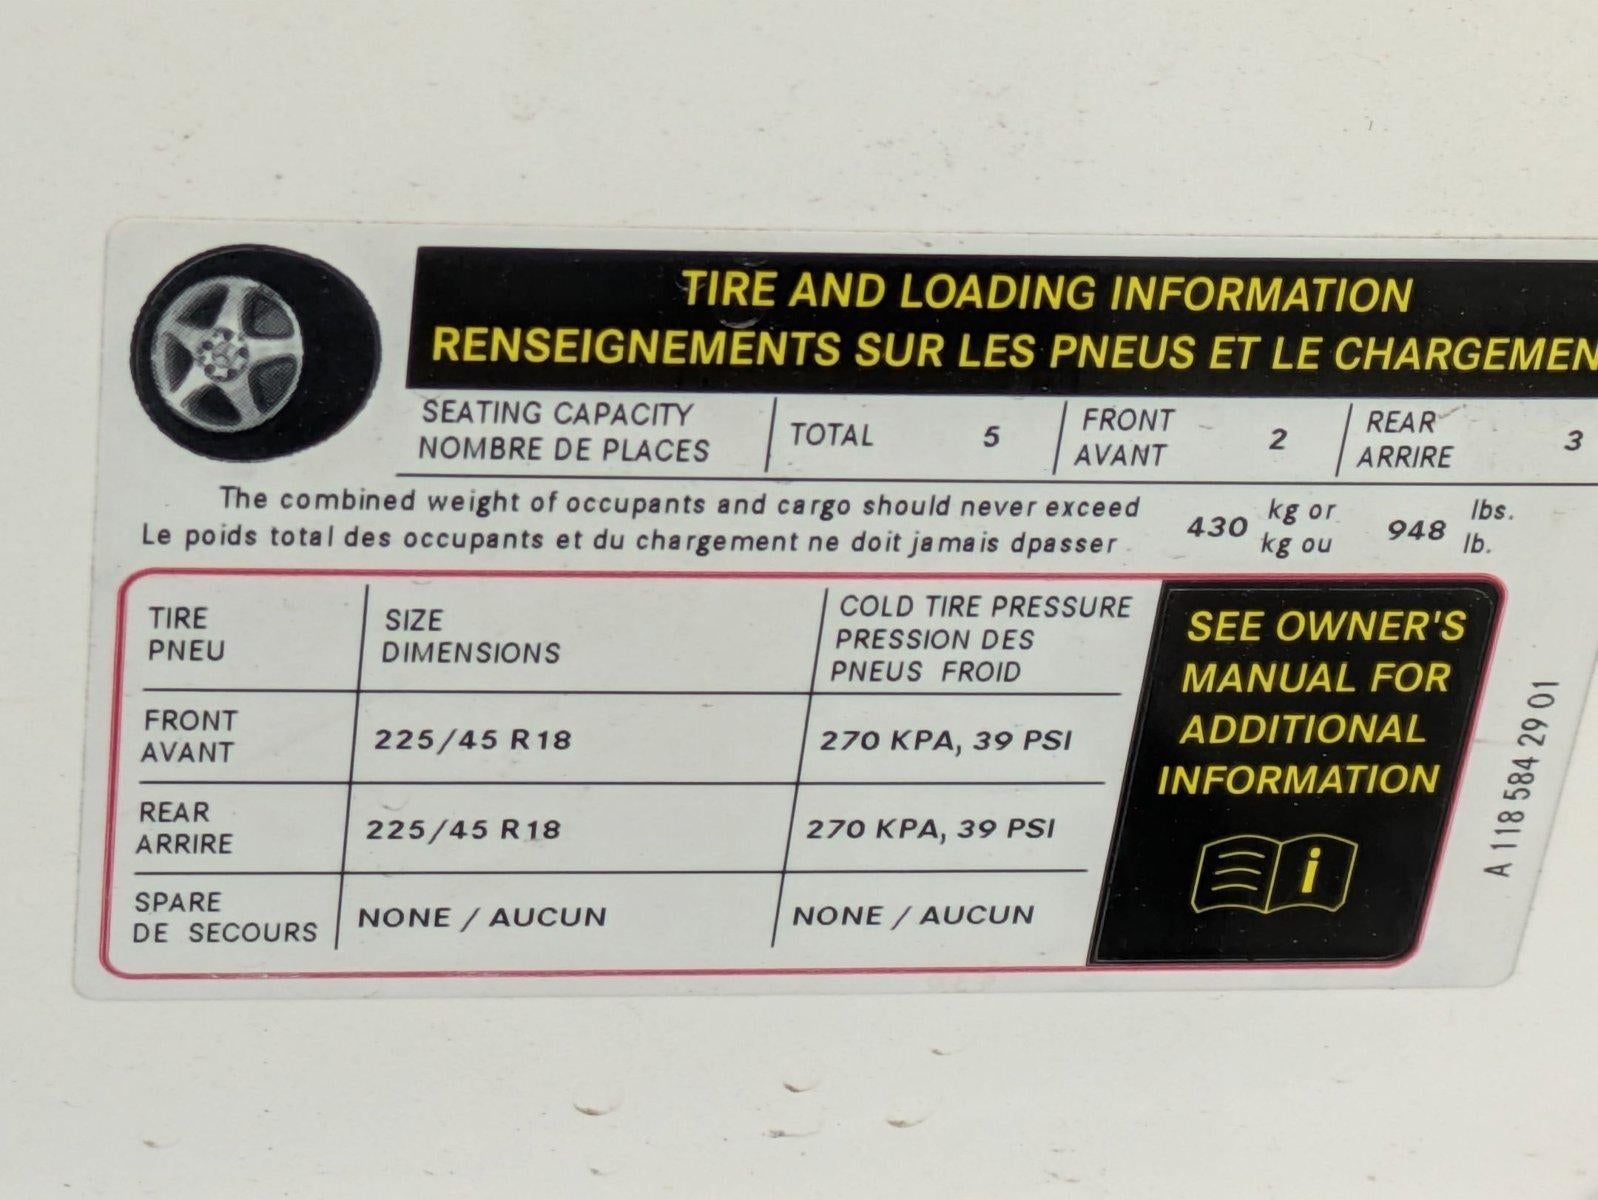 TIRE AND LOADING INFORMATION
RENSEIGNEMENTS SUR LES PNEUS ET LE CHARGEMEN
SEATING CAPACITY TOTAL 5 FRONT 2 REAR 3
NOMBRE DE PLACES AVANT ARRIRE
The combined weight of occupants and cargo should never exceed 430 kg or 948 lbs.
Le poids total des occupants et du chargement ne doit jamais dpasser kg ou lb.
TIRE SIZE COLD TIRE PRESSURE
PNEU DIMENSIONS PRESSION DES
PNEUS FROID
FRONT 225/45 R18 270 KPA, 39 PSI
AVANT
REAR 225/45 R18 270 KPA, 39 PSI
ARRIRE
SPARE NONE / AUCUN NONE / AUCUN
DE SECOURS
SEE OWNER'S
MANUAL FOR
ADDITIONAL
INFORMATION
i
A 118 584 29 01